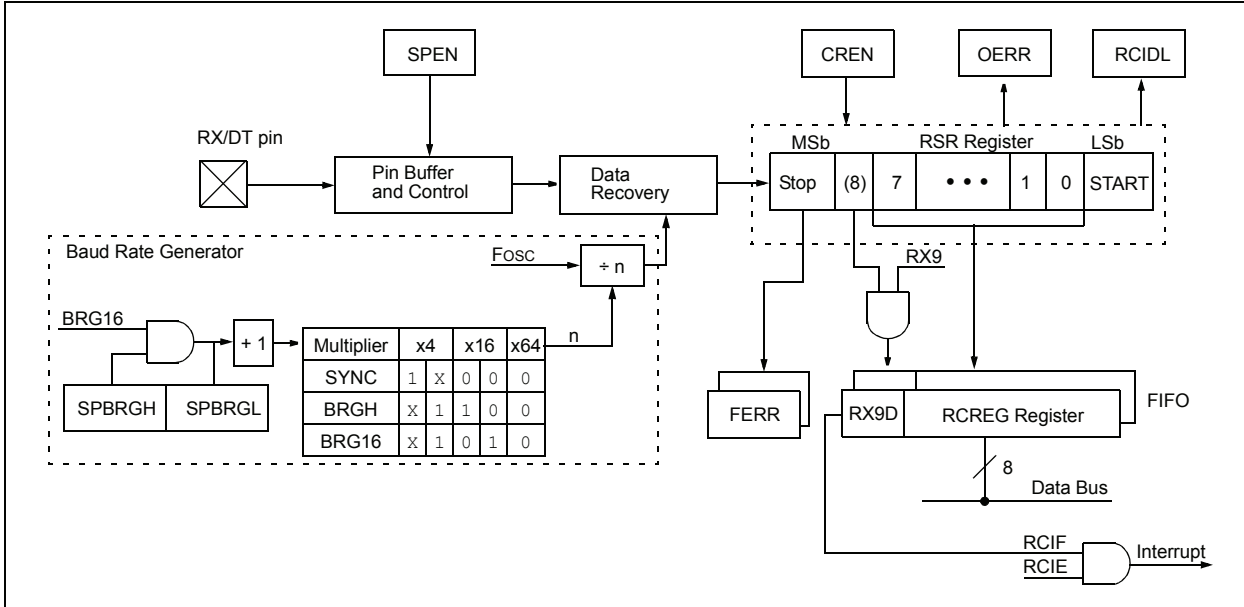 SPEN
CREN
OERR
RCIDL
RX/DT pin
MSb
RSR Register
LSb
Pin Buffer
and Control
Data
Recovery
Stop (8) 7 • • • 1 0 START
Baud Rate Generator
FOSC
÷ n
RX9
BRG16
+ 1
n
Multiplier x4 x16 x64
SYNC 1 X 0 0 0
BRGH X 1 1 0 0
BRG16 X 1 0 1 0
SPBRGH SPBRGL
FERR
RX9D RCREG Register
FIFO
8
Data Bus
RCIF
RCIE
Interrupt